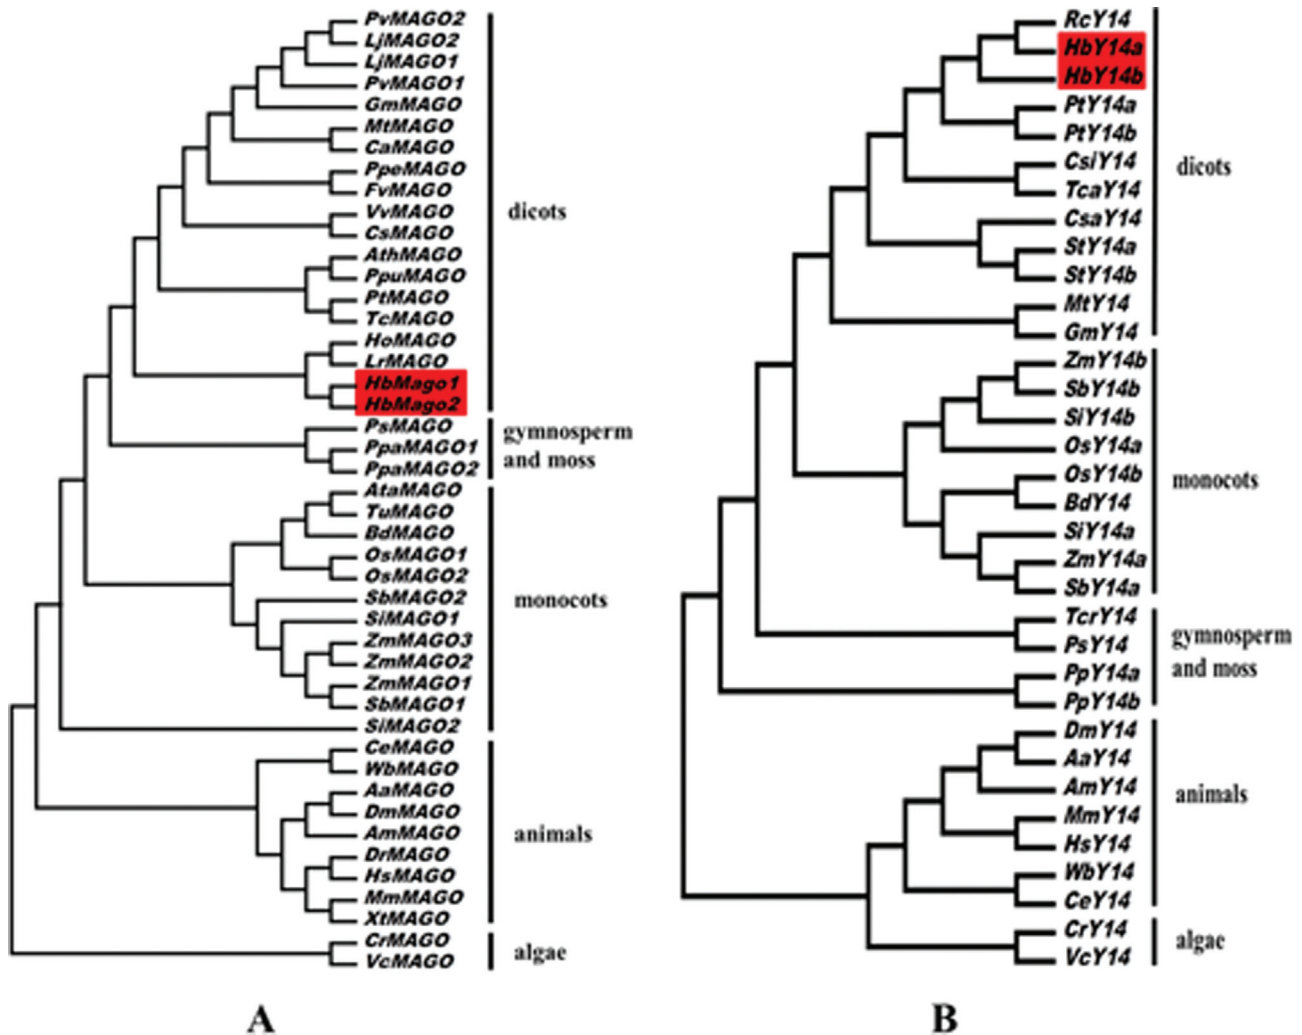 PvMAGO2
LjMAGO2
LjMAGO1
PvMAGO1
GmMAGO
MtMAGO
CaMAGO
PpeMAGO
FvMAGO
VvMAGO
CsMAGO
AthMAGO
PpuMAGO
PtMAGO
TcMAGO
HoMAGO
LrMAGO
HbMago1
HbMago2
PsMAGO
PpaMAGO1
PpaMAGO2
AtaMAGO
TuMAGO
BdMAGO
OsMAGO1
OsMAGO2
SbMAGO2
SiMAGO1
ZmMAGO3
ZmMAGO2
ZmMAGO1
SbMAGO1
SiMAGO2
CeMAGO
WbMAGO
AaMAGO
DmMAGO
AmMAGO
DrMAGO
HsMAGO
MmMAGO
XtMAGO
CrMAGO
VcMAGO
dicots
gymnosperm
and moss
monocots
animals
algae
A
RcY14
HbY14a
HbY14b
PtY14a
PtY14b
CsiY14
TcaY14
CsaY14
StY14a
StY14b
MtY14
GmY14
ZmY14b
SbY14b
SiY14b
OsY14a
OsY14b
BdY14
SiY14a
ZmY14a
SbY14a
TcrY14
PsY14
PpY14a
PpY14b
DmY14
AaY14
AmY14
MmY14
HsY14
WbY14
CeY14
CrY14
VcY14
dicots
monocots
gymnosperm
and moss
animals
algae
B